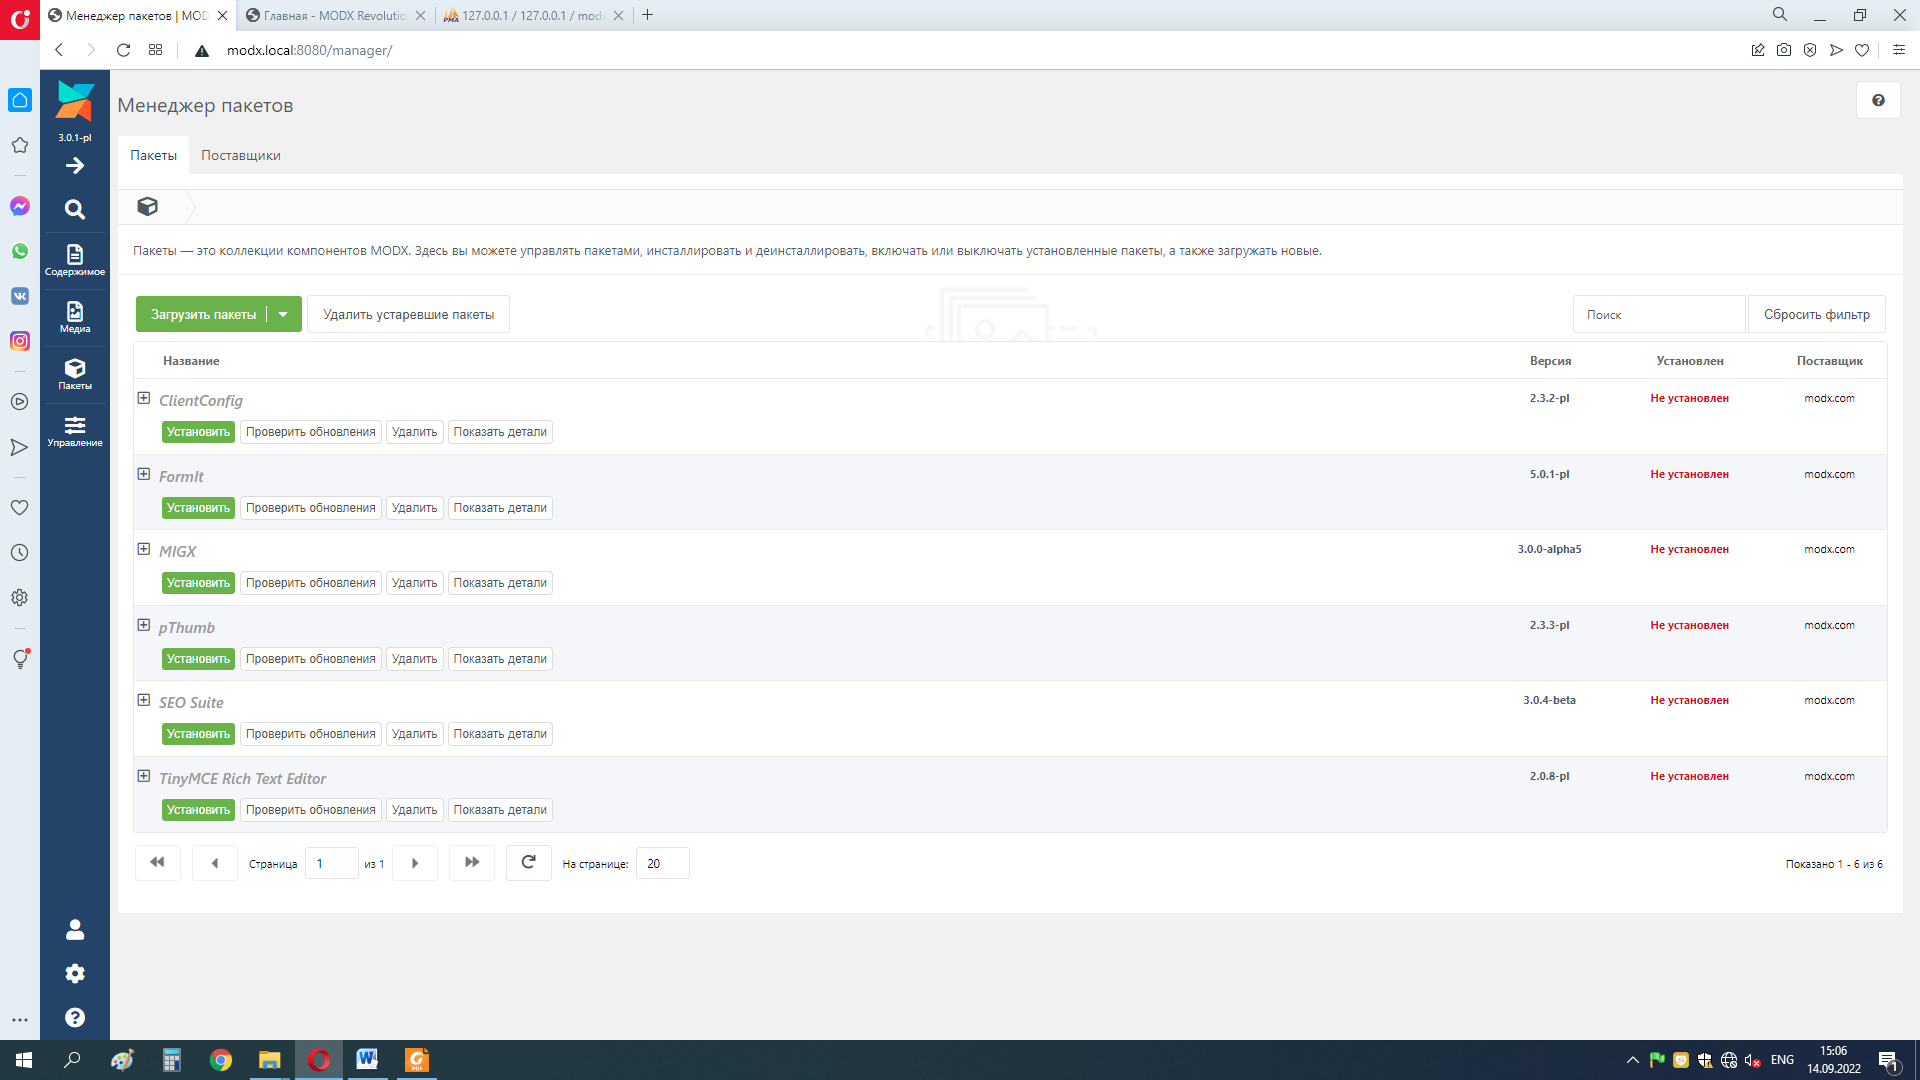 Менеджер пакетов | MOD
Главная - MODX Revolutio
127.0.0.1 / 127.0.0.1 / mod
modx.local:8080/manager/
3.0.1-pl
Содержимое
Медиа
Пакеты
Управление
Менеджер пакетов
Пакеты
Поставщики
Пакеты — это коллекции компонентов MODX. Здесь вы можете управлять пакетами, инсталлировать и деинсталлировать, включать или выключать установленные пакеты, а также загружать новые.
Загрузить пакеты
Удалить устаревшие пакеты
Поиск
Сбросить фильтр
Название Версия Установлен Поставщик
ClientConfig 2.3.2-pl Не установлен modx.com
Установить Проверить обновления Удалить Показать детали
FormIt 5.0.1-pl Не установлен modx.com
Установить Проверить обновления Удалить Показать детали
MIGX 3.0.0-alpha5 Не установлен modx.com
Установить Проверить обновления Удалить Показать детали
pThumb 2.3.3-pl Не установлен modx.com
Установить Проверить обновления Удалить Показать детали
SEO Suite 3.0.4-beta Не установлен modx.com
Установить Проверить обновления Удалить Показать детали
TinyMCE Rich Text Editor 2.0.8-pl Не установлен modx.com
Установить Проверить обновления Удалить Показать детали
Страница 1 из 1 На странице: 20 Показано 1 - 6 из 6
ENG
15:06
14.09.2022
1